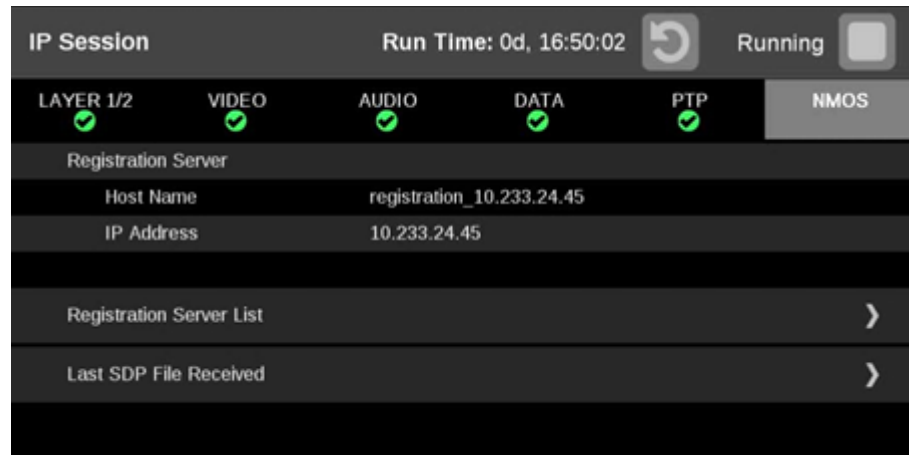 IP Session Run Time: 0d, 16:50:02 Running
LAYER 1/2 VIDEO AUDIO DATA PTP NMOS
Registration Server
Host Name registration_10.233.24.45
IP Address 10.233.24.45
Registration Server List
Last SDP File Received